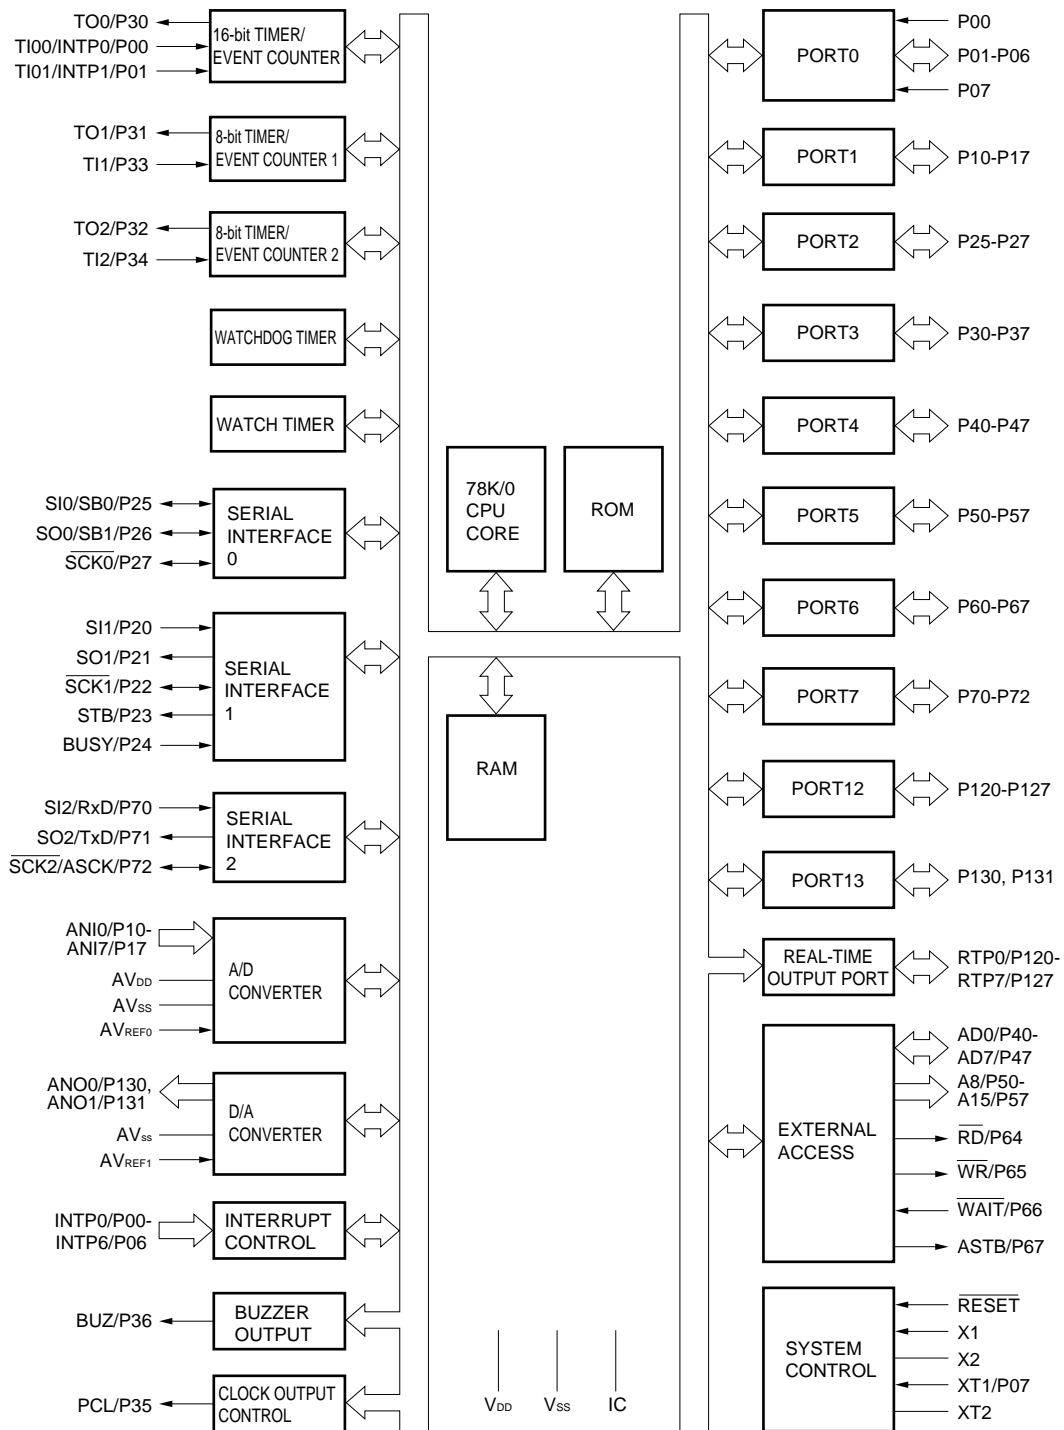 TO0/P30
TI00/INTP0/P00
TI01/INTP1/P01
16-bit TIMER/
EVENT COUNTER
TO1/P31
TI1/P33
8-bit TIMER/
EVENT COUNTER 1
TO2/P32
TI2/P34
8-bit TIMER/
EVENT COUNTER 2
WATCHDOG TIMER
WATCH TIMER
SI0/SB0/P25
SO0/SB1/P26
SCK0/P27
SERIAL
INTERFACE
0
SI1/P20
SO1/P21
SCK1/P22
STB/P23
BUSY/P24
SERIAL
INTERFACE
1
SI2/RxD/P70
SO2/TxD/P71
SCK2/ASCK/P72
SERIAL
INTERFACE
2
ANI0/P10-
ANI7/P17
AVDD
AVSS
AVREF0
A/D
CONVERTER
ANO0/P130,
ANO1/P131
AVss
AVREF1
D/A
CONVERTER
INTP0/P00-
INTP6/P06
INTERRUPT
CONTROL
BUZ/P36
BUZZER
OUTPUT
PCL/P35
CLOCK OUTPUT
CONTROL
78K/0
CPU
CORE
ROM
RAM
VDD
VSS
IC
PORT0
P00
P01-P06
P07
PORT1
P10-P17
PORT2
P25-P27
PORT3
P30-P37
PORT4
P40-P47
PORT5
P50-P57
PORT6
P60-P67
PORT7
P70-P72
PORT12
P120-P127
PORT13
P130, P131
REAL-TIME
OUTPUT PORT
RTP0/P120-
RTP7/P127
EXTERNAL
ACCESS
AD0/P40-
AD7/P47
A8/P50-
A15/P57
RD/P64
WR/P65
WAIT/P66
ASTB/P67
SYSTEM
CONTROL
RESET
X1
X2
XT1/P07
XT2